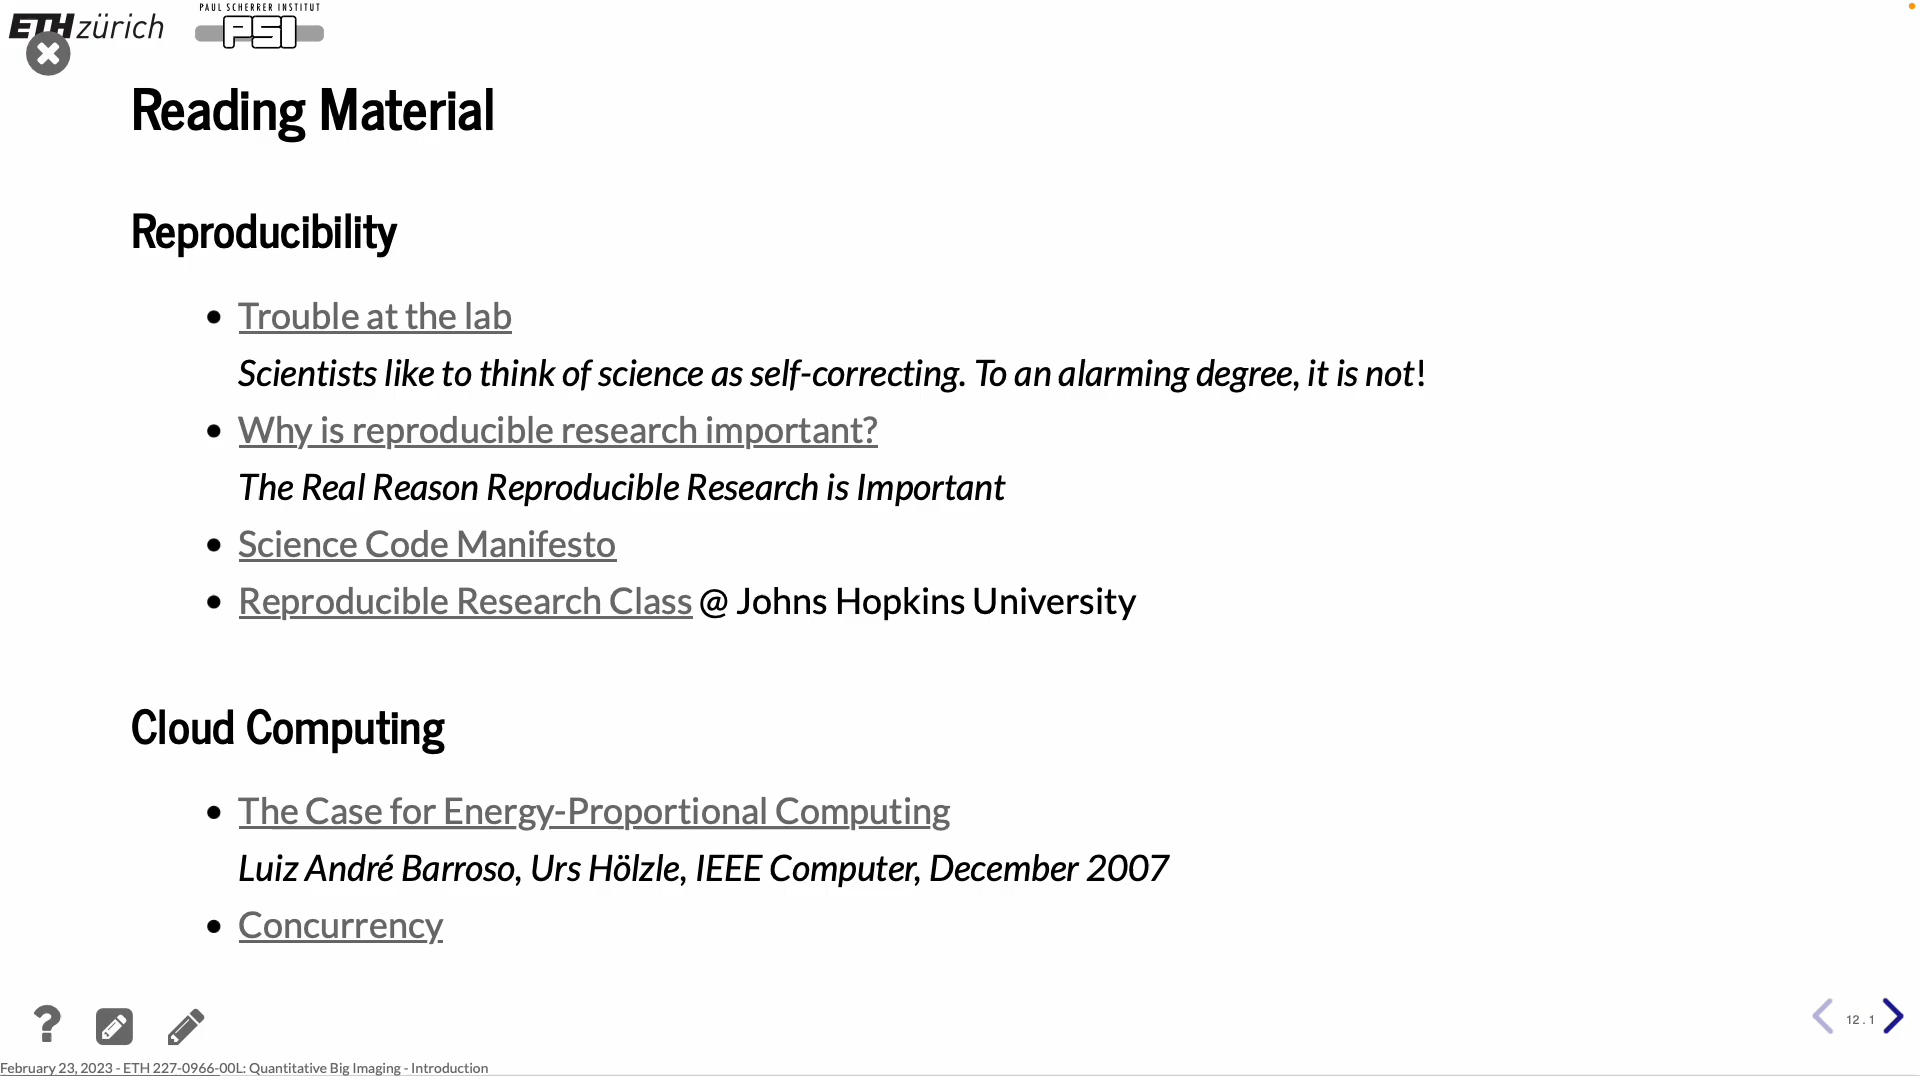 ETH zürich
PAUL SCHERRER INSTITUT
PSI
Reading Material
Reproducibility
Trouble at the lab
Scientists like to think of science as self-correcting. To an alarming degree, it is not!
Why is reproducible research important?
The Real Reason Reproducible Research is Important
Science Code Manifesto
Reproducible Research Class @ Johns Hopkins University
Cloud Computing
The Case for Energy-Proportional Computing
Luiz André Barroso, Urs Hölzle, IEEE Computer, December 2007
Concurrency
12 . 1
February 23, 2023 - ETH 227-0966-00L: Quantitative Big Imaging - Introduction